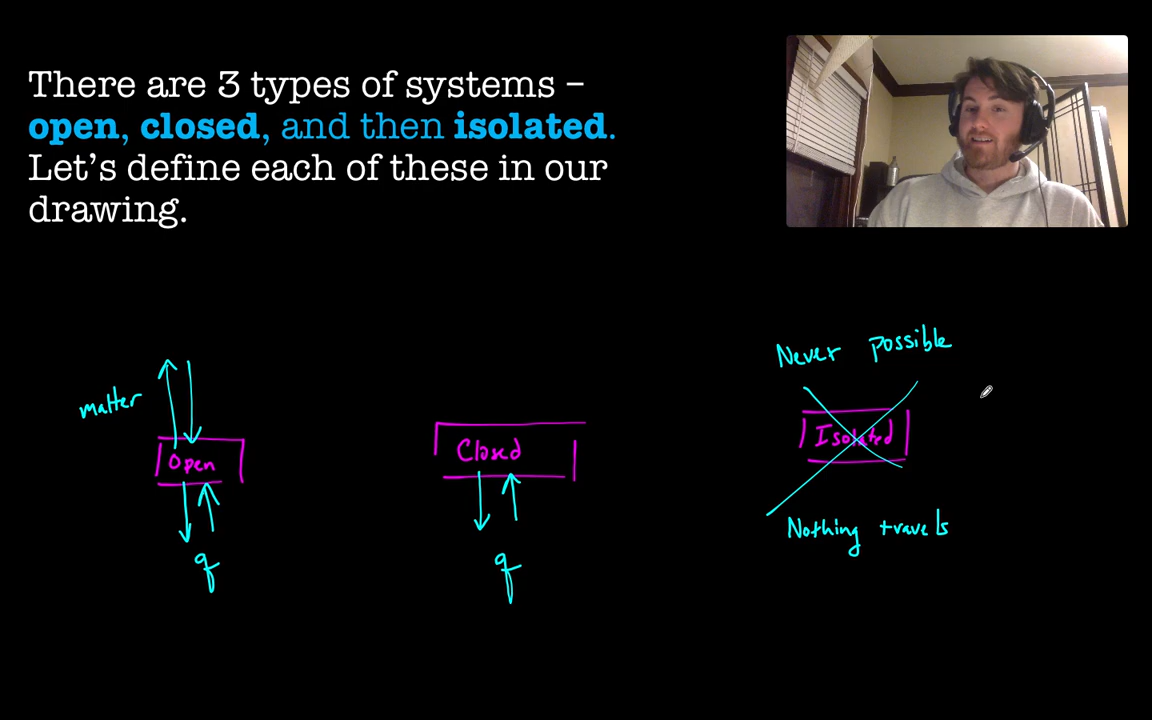 There are 3 types of systems –
open, closed, and then isolated.
Let's define each of these in our
drawing.
Never possible
matter
Open
Closed
Isolated
Nothing travels
q
q